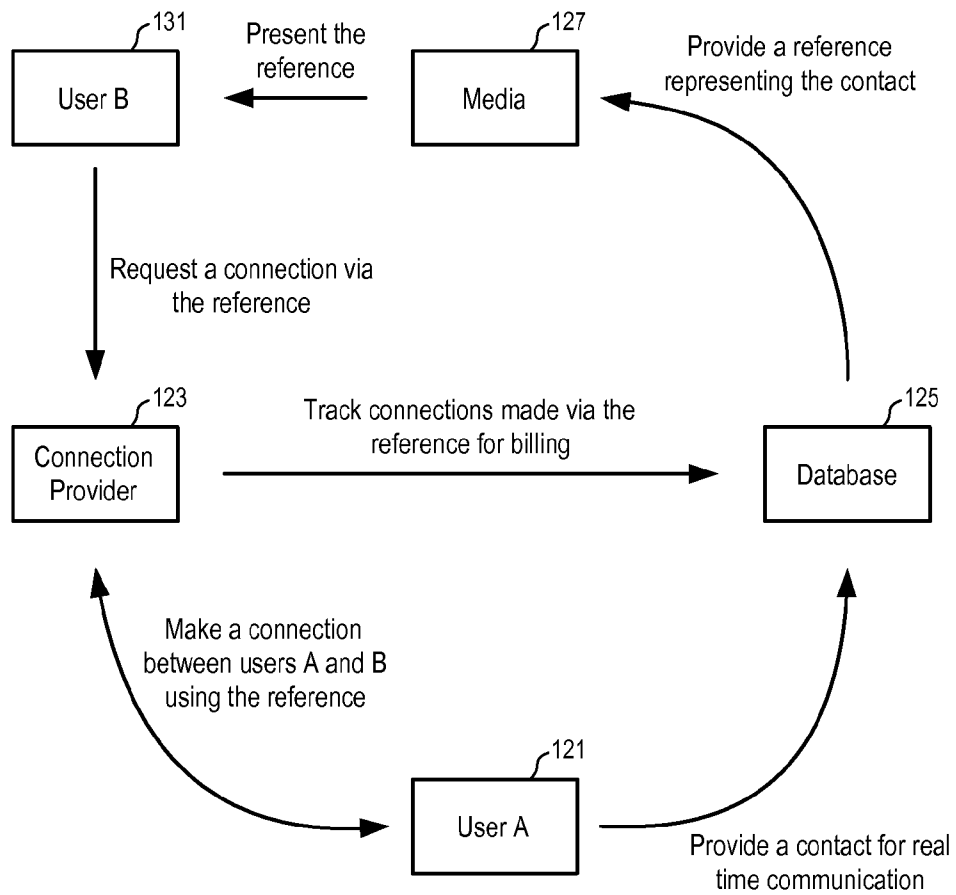 131
User B
Present the
reference
127
Media
Provide a reference
representing the contact
Request a connection via
the reference
123
Connection
Provider
Track connections made via the
reference for billing
125
Database
Make a connection
between users A and B
using the reference
121
User A
Provide a contact for real
time communication